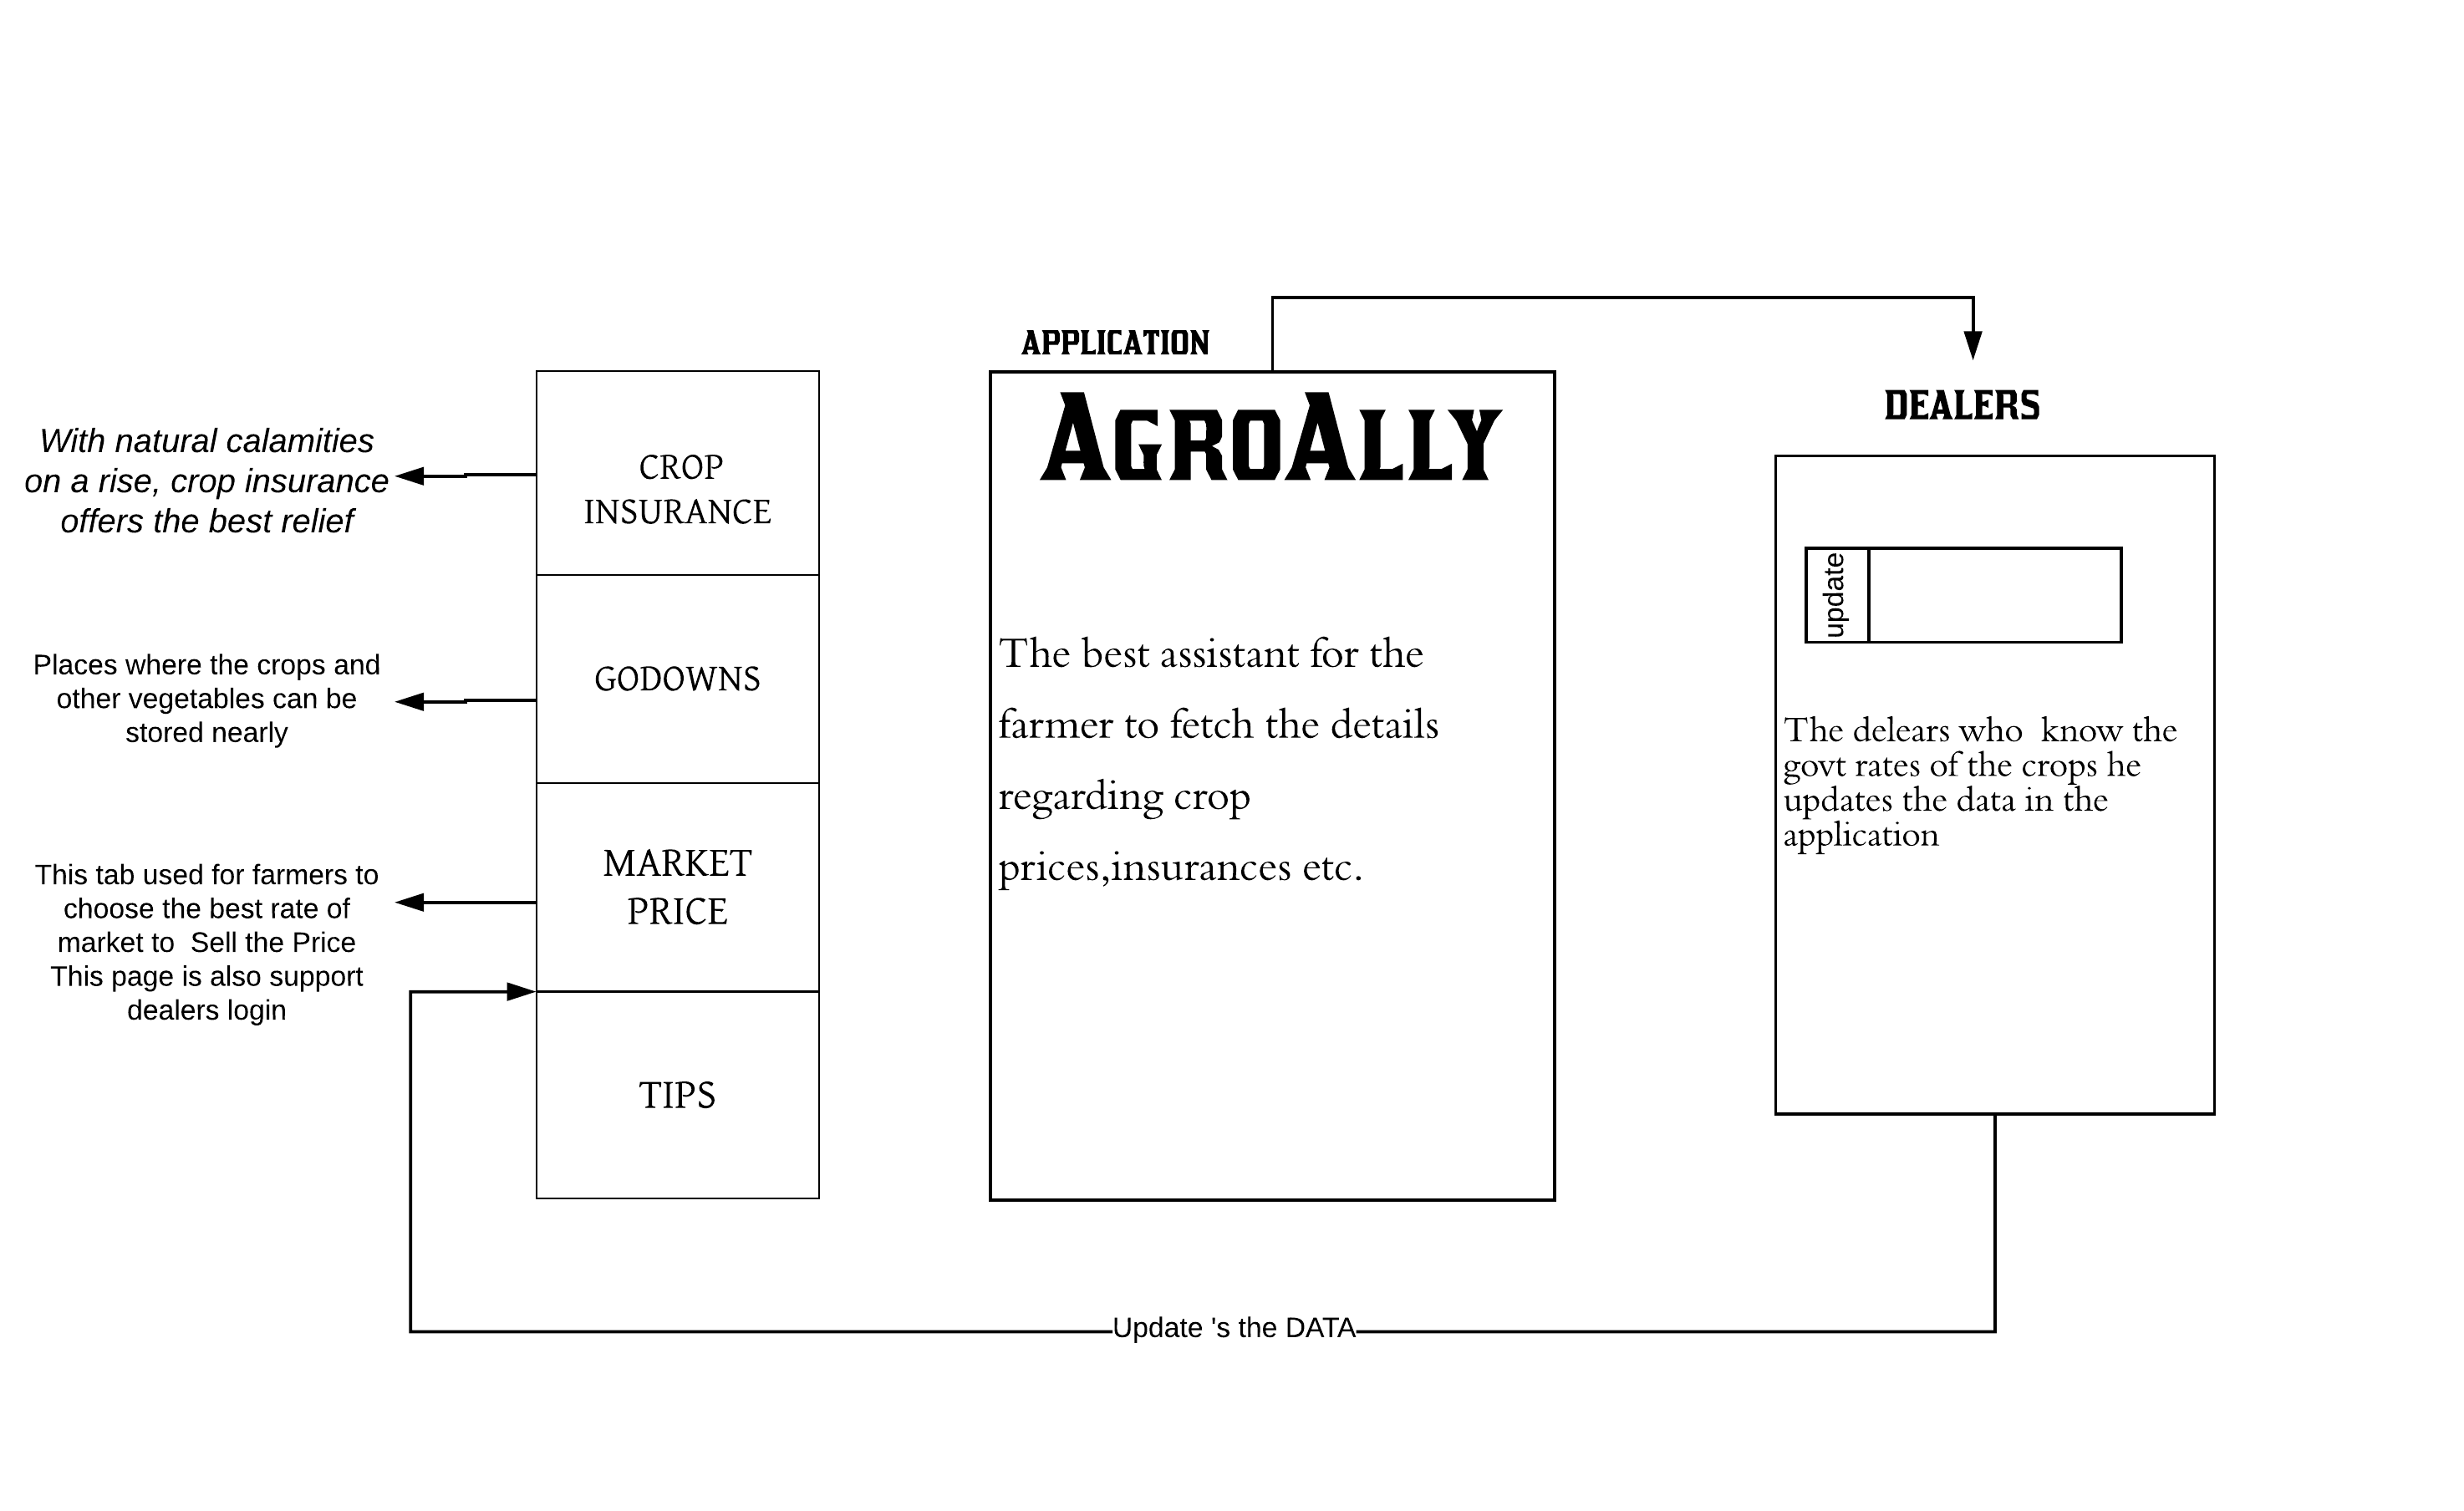 With natural calamities
on a rise, crop insurance
offers the best relief
Places where the crops and
other vegetables can be
stored nearly
This tab used for farmers to
choose the best rate of
market to  Sell the Price
This page is also support
dealers login
CROP
INSURANCE
GODOWNS
MARKET
PRICE
TIPS
APPLICATION
AGROALLY
The best assistant for the
farmer to fetch the details
regarding crop
prices,insurances etc.
DEALERS
update
The delears who  know the
govt rates of the crops he
updates the data in the
application
Update 's the DATA